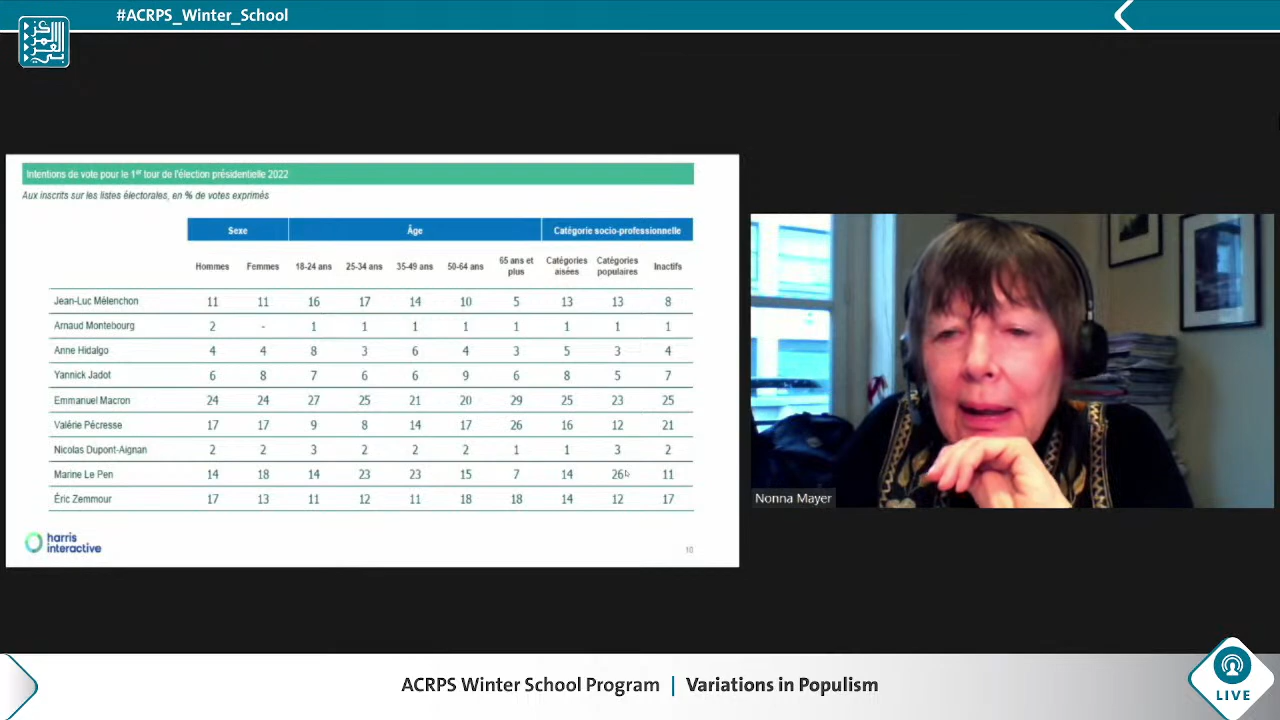 #ACRPS_Winter_School
المركز العربي
Intentions de vote pour le 1er tour de l'élection présidentielle 2022
Aux inscrits sur les listes électorales, en % de votes exprimés
Sexe Âge Catégorie socio-professionnelle
Hommes Femmes 18-24 ans 25-34 ans 35-49 ans 50-64 ans 65 ans et plus Catégories aisées Catégories populaires Inactifs
Jean-Luc Mélenchon 11 11 16 17 14 10 5 13 13 8
Arnaud Montebourg 2 - 1 1 1 1 1 1 1 1
Anne Hidalgo 4 4 8 3 6 4 3 5 3 4
Yannick Jadot 6 8 7 6 6 9 6 8 5 7
Emmanuel Macron 24 24 27 25 21 20 29 25 23 25
Valérie Pécresse 17 17 9 8 14 17 26 16 12 21
Nicolas Dupont-Aignan 2 2 3 2 2 2 1 1 3 2
Marine Le Pen 14 18 14 23 23 15 7 14 26 11
Éric Zemmour 17 13 11 12 11 18 18 14 12 17
harris
interactive
10
Nonna Mayer
ACRPS Winter School Program | Variations in Populism
LIVE